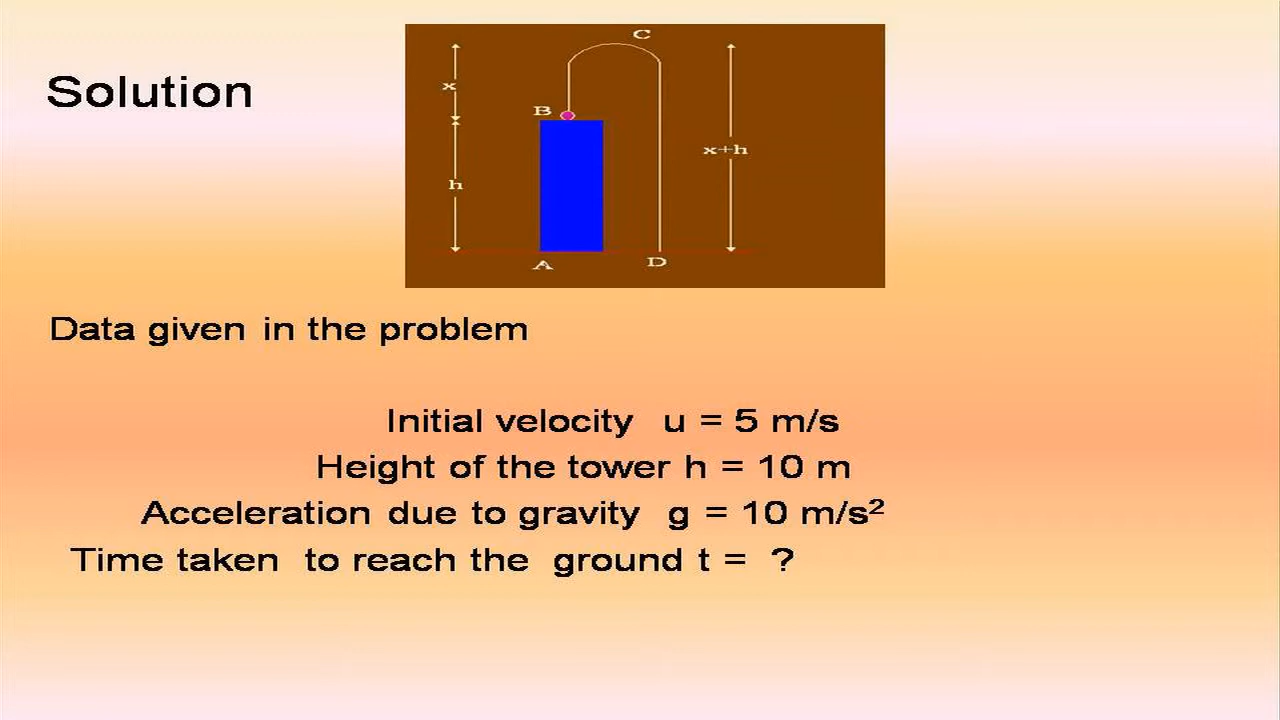 Solution
C
x
B
x+h
h
A
D
Data given in the problem
Initial velocity u = 5 m/s
Height of the tower h = 10 m
Acceleration due to gravity g = 10 m/s²
Time taken to reach the ground t = ?